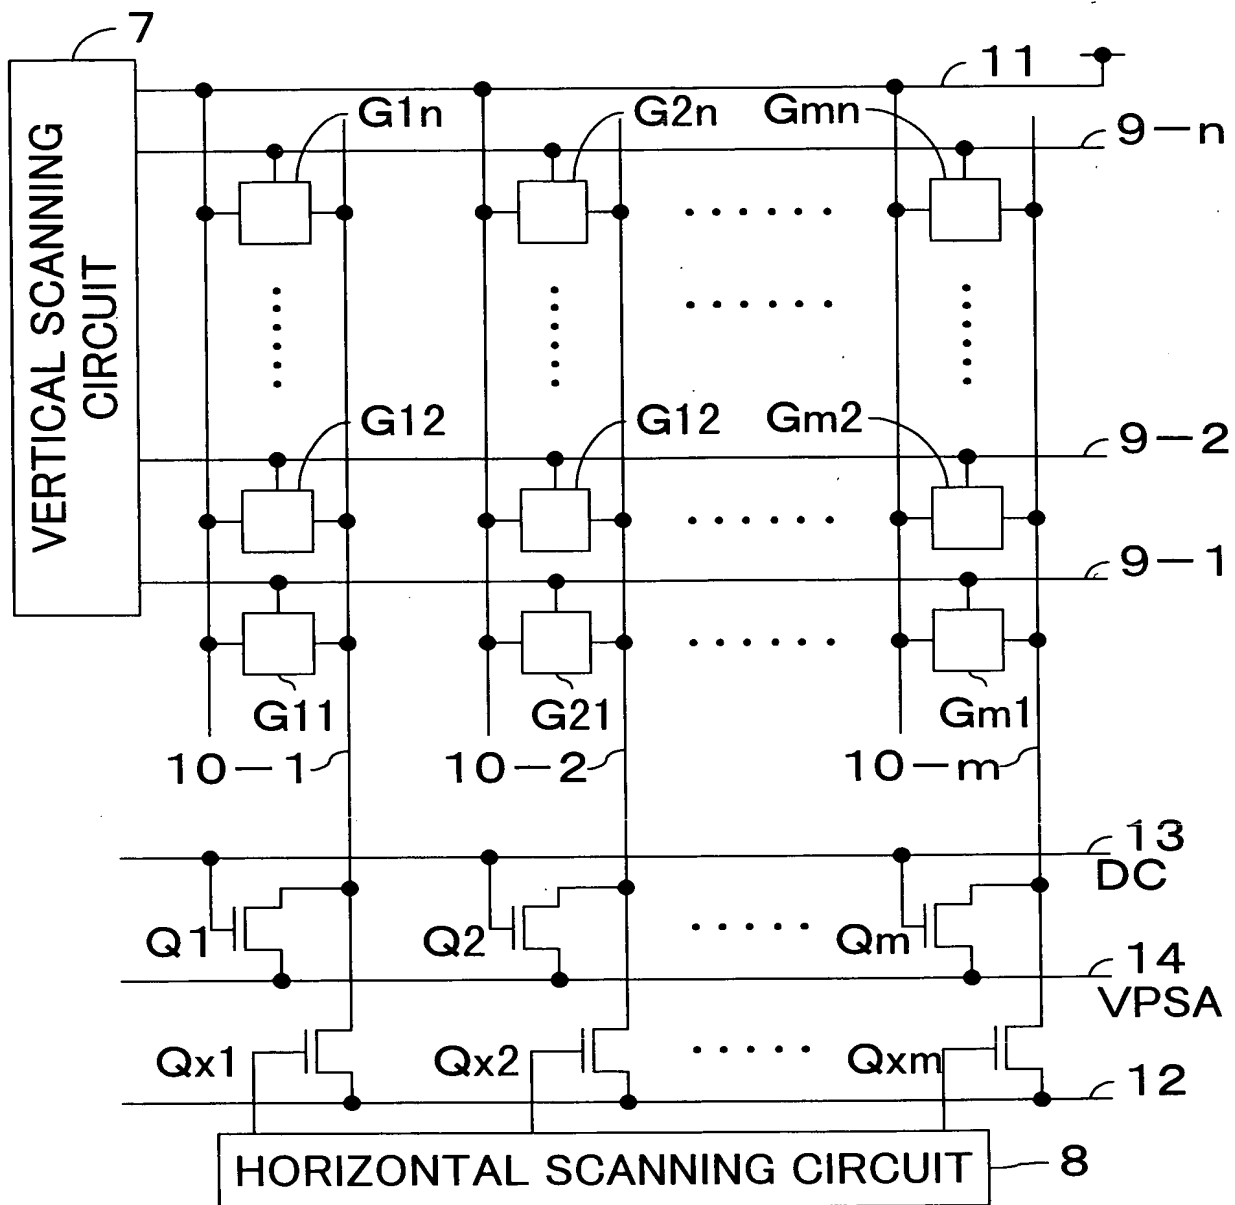 7
11
G1n
G2n
Gmn
9-n
VERTICAL SCANNING
CIRCUIT
G12
G12
Gm2
9-2
9-1
G11
G21
Gm1
10-1
10-2
10-m
13
DC
Q1
Q2
Qm
14
VPSA
Qx1
Qx2
Qxm
12
HORIZONTAL SCANNING CIRCUIT
8